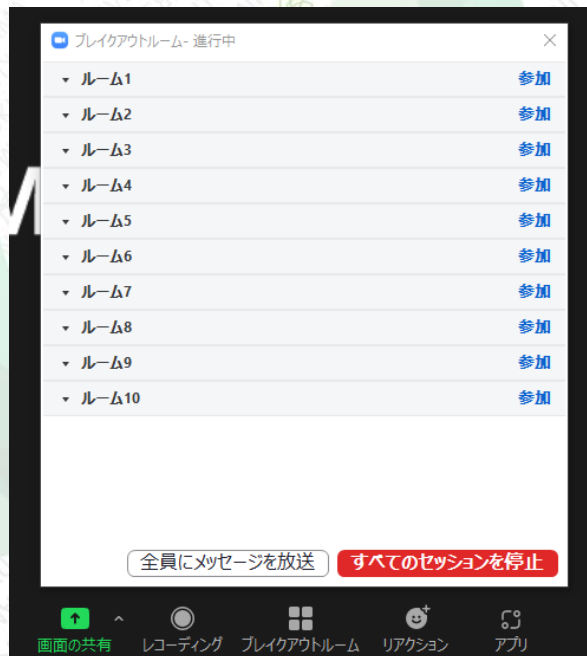 ブレイクアウトルーム- 進行中
ルーム1 参加
ルーム2 参加
ルーム3 参加
ルーム4 参加
ルーム5 参加
ルーム6 参加
ルーム7 参加
ルーム8 参加
ルーム9 参加
ルーム10 参加
全員にメッセージを放送 すべてのセッションを停止
画面の共有 レコーディング ブレイクアウトルーム リアクション アプリ